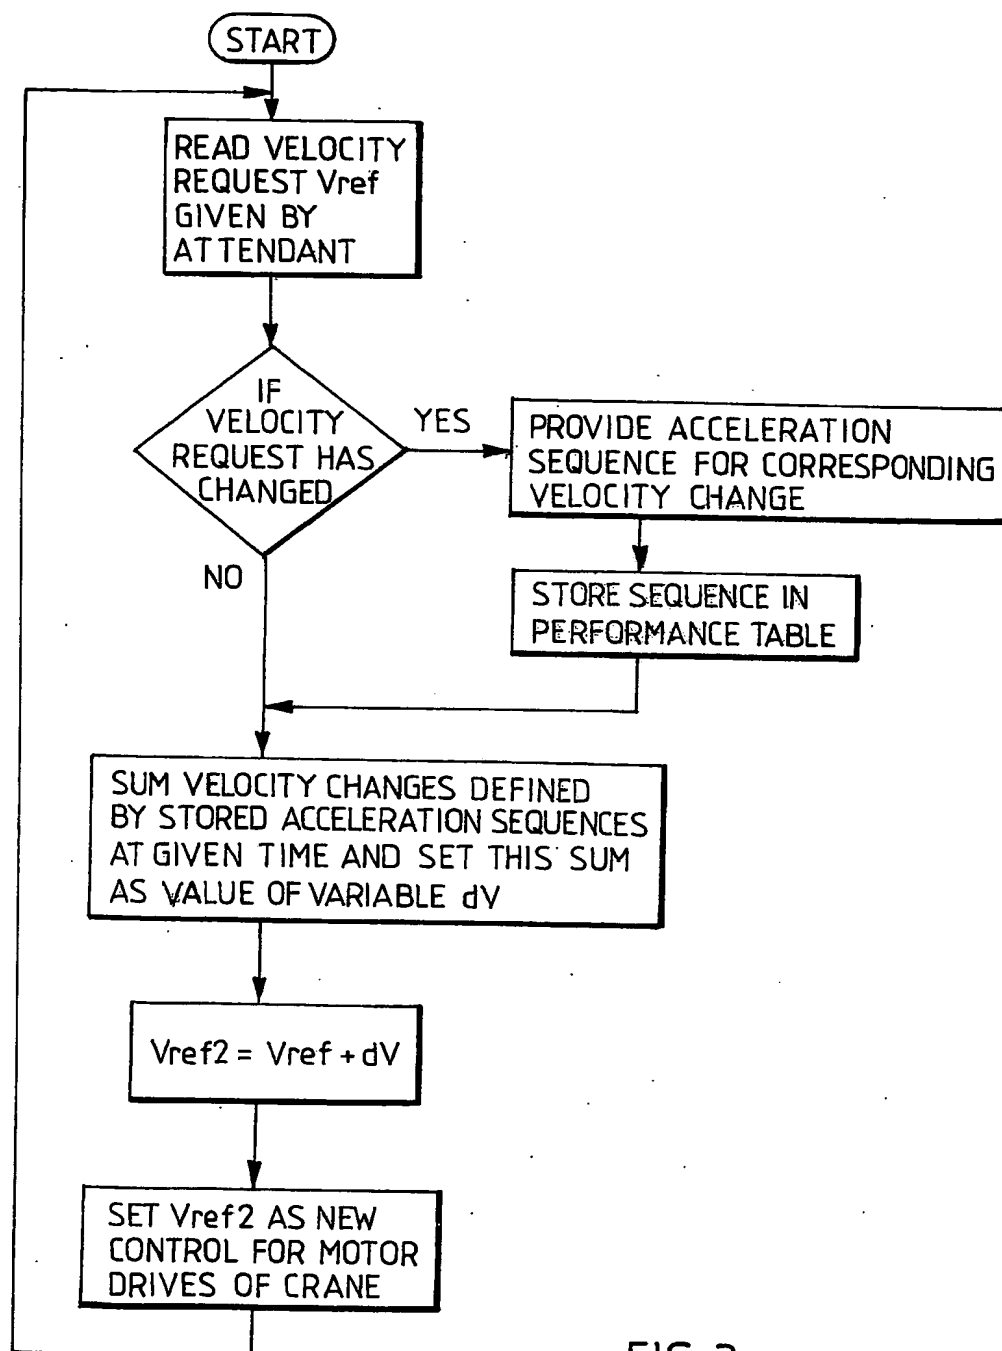 START
READ VELOCITY
REQUEST Vref
GIVEN BY
ATTENDANT
IF
VELOCITY
REQUEST HAS
CHANGED
YES
PROVIDE ACCELERATION
SEQUENCE FOR CORRESPONDING
VELOCITY CHANGE
NO
STORE SEQUENCE IN
PERFORMANCE TABLE
SUM VELOCITY CHANGES DEFINED
BY STORED ACCELERATION SEQUENCES
AT GIVEN TIME AND SET THIS SUM
AS VALUE OF VARIABLE dV
Vref2 = Vref + dV
SET Vref2 AS NEW
CONTROL FOR MOTOR
DRIVES OF CRANE